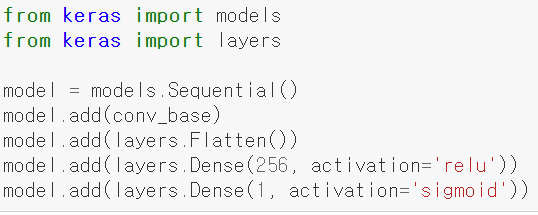 from keras import models
from keras import layers
model = models.Sequential()
model.add(conv_base)
model.add(layers.Flatten())
model.add(layers.Dense(256, activation='relu'))
model.add(layers.Dense(1, activation='sigmoid'))